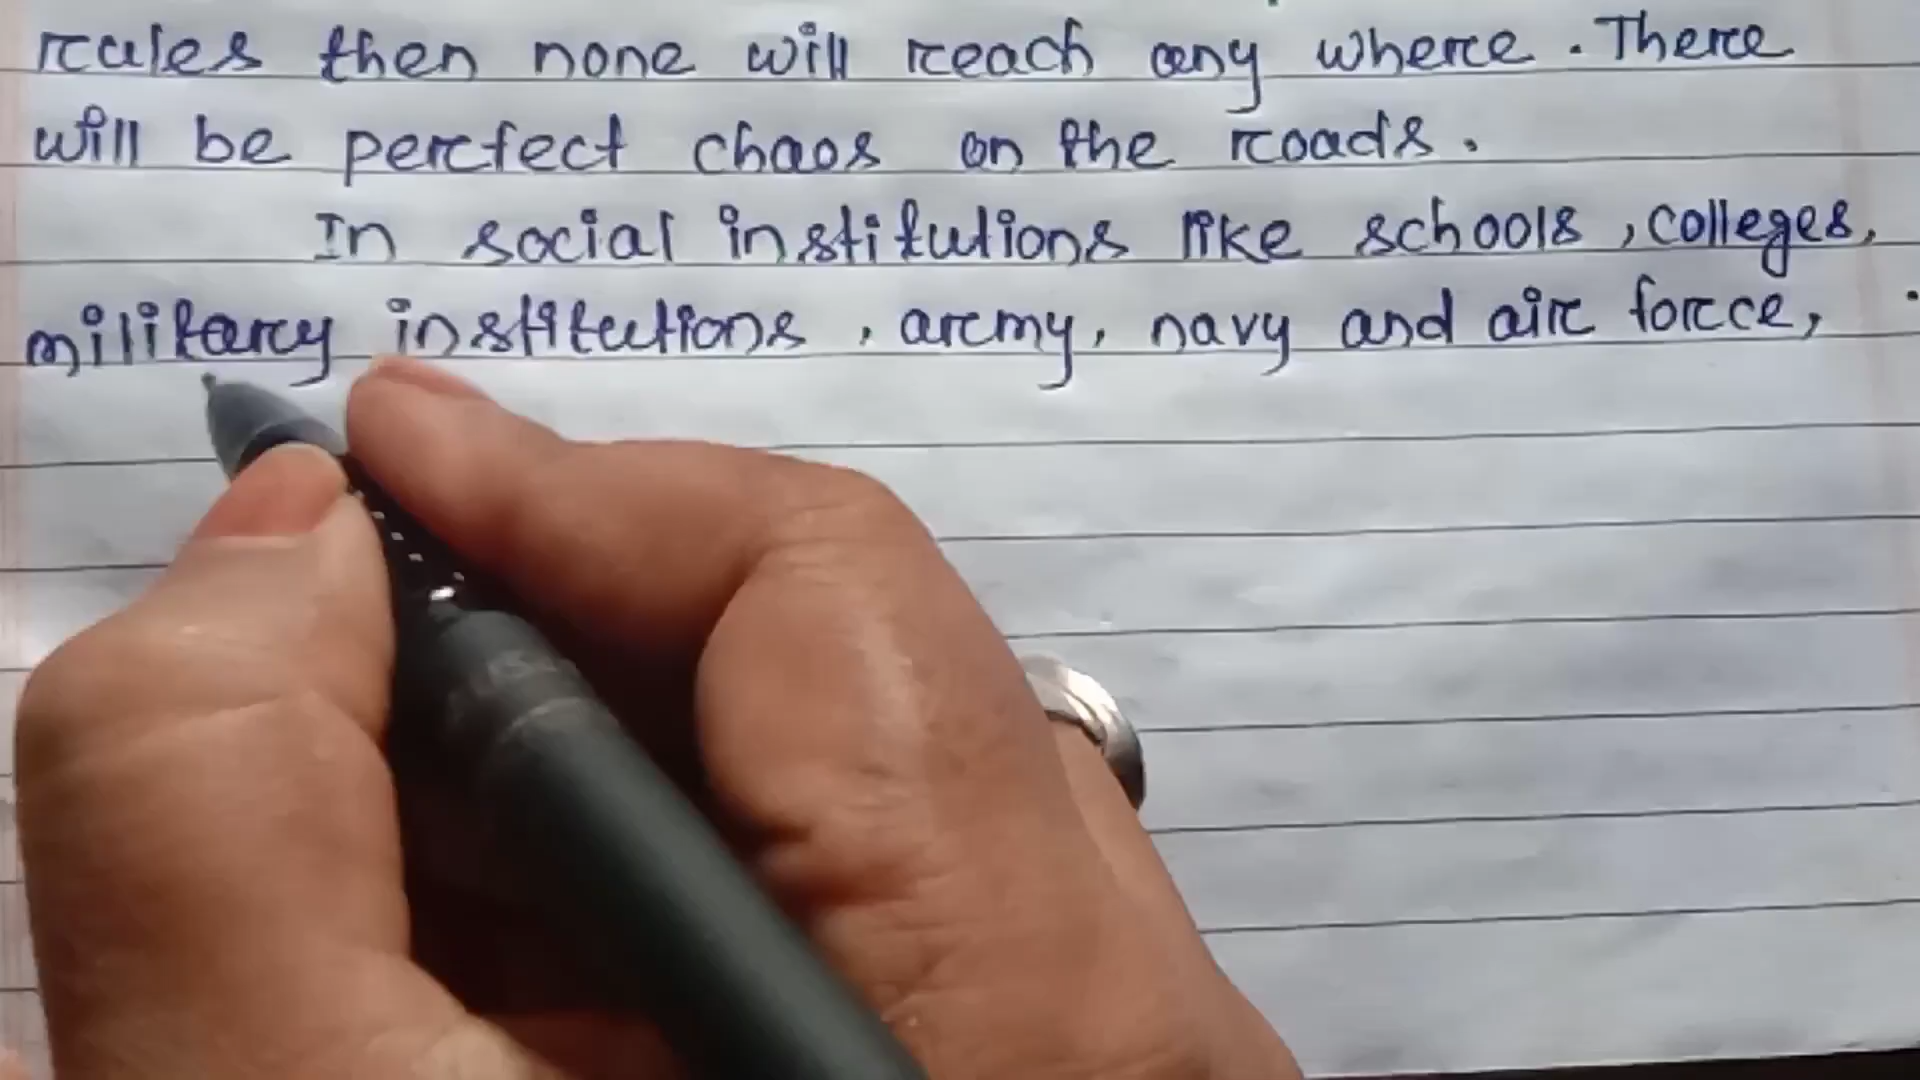 rules then none will reach any where. There
will be perfect chaos on the roads.
In social institutions like schools, colleges,
military institutions, army, navy and air force,